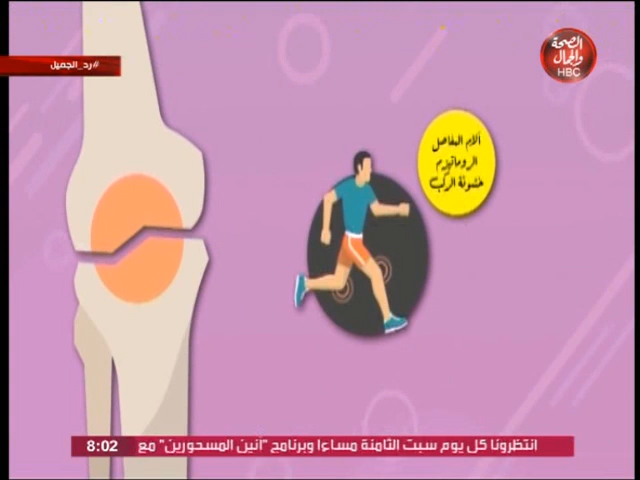 #رد_الجميل
الصحة
والجمال
HBC
آلام المفاصل
الروماتيزم
خشونة الركب
انتظرونا كل يوم سبت الثامنة مساءا وبرنامج "أنين المسحورين" مع
8:02